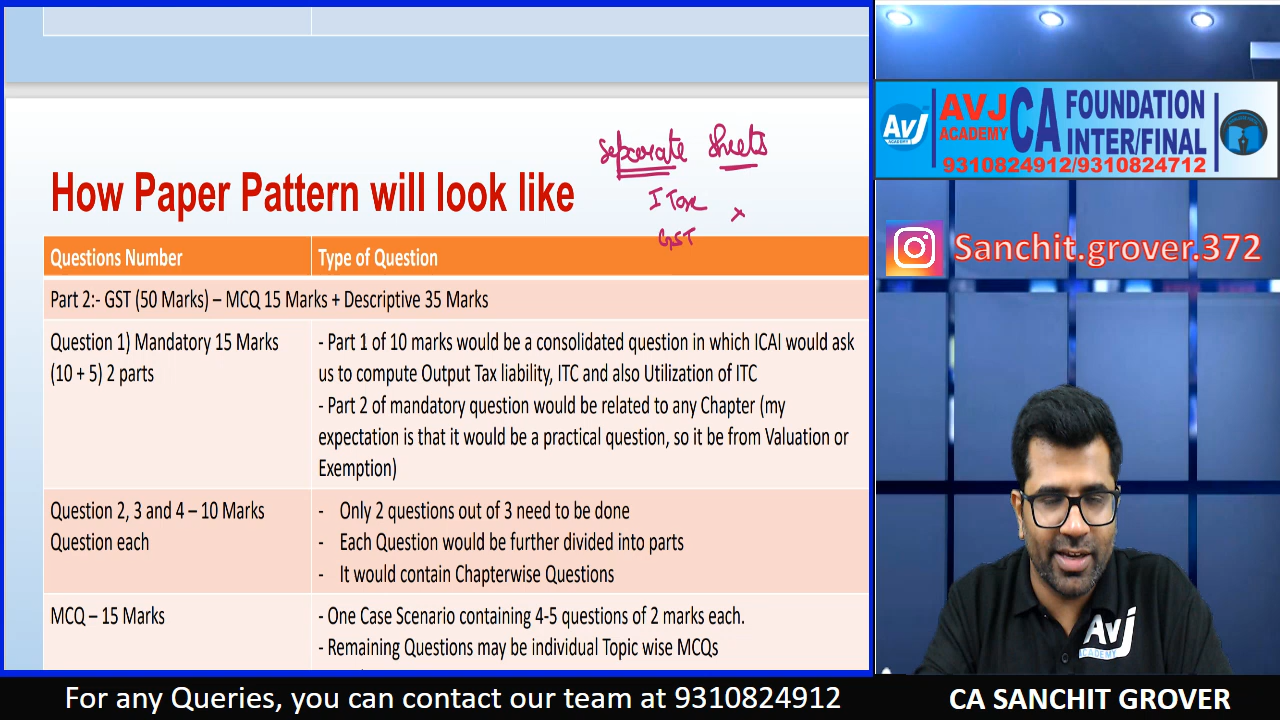 separate sheets
I Tax ×
GST
How Paper Pattern will look like
Questions Number
Type of Question
Part 2:- GST (50 Marks) – MCQ 15 Marks + Descriptive 35 Marks
Question 1) Mandatory 15 Marks
(10 + 5) 2 parts
- Part 1 of 10 marks would be a consolidated question in which ICAI would ask
us to compute Output Tax liability, ITC and also Utilization of ITC
- Part 2 of mandatory question would be related to any Chapter (my
expectation is that it would be a practical question, so it be from Valuation or
Exemption)
Question 2, 3 and 4 – 10 Marks
Question each
- Only 2 questions out of 3 need to be done
- Each Question would be further divided into parts
- It would contain Chapterwise Questions
MCQ – 15 Marks
- One Case Scenario containing 4-5 questions of 2 marks each.
- Remaining Questions may be individual Topic wise MCQs
AVJ
ACADEMY
AVJ
ACADEMY
CA
FOUNDATION
INTER/FINAL
9310824912/9310824712
Sanchit.grover.372
AVJ
ACADEMY
For any Queries, you can contact our team at 9310824912
CA SANCHIT GROVER